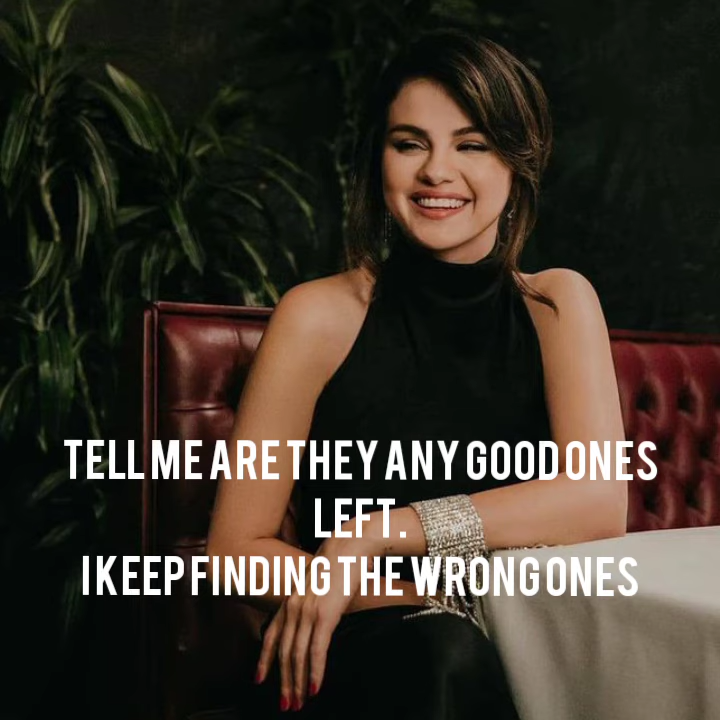 TELL ME ARE THEY ANY GOOD ONES
LEFT.
I KEEP FINDING THE WRONG ONES